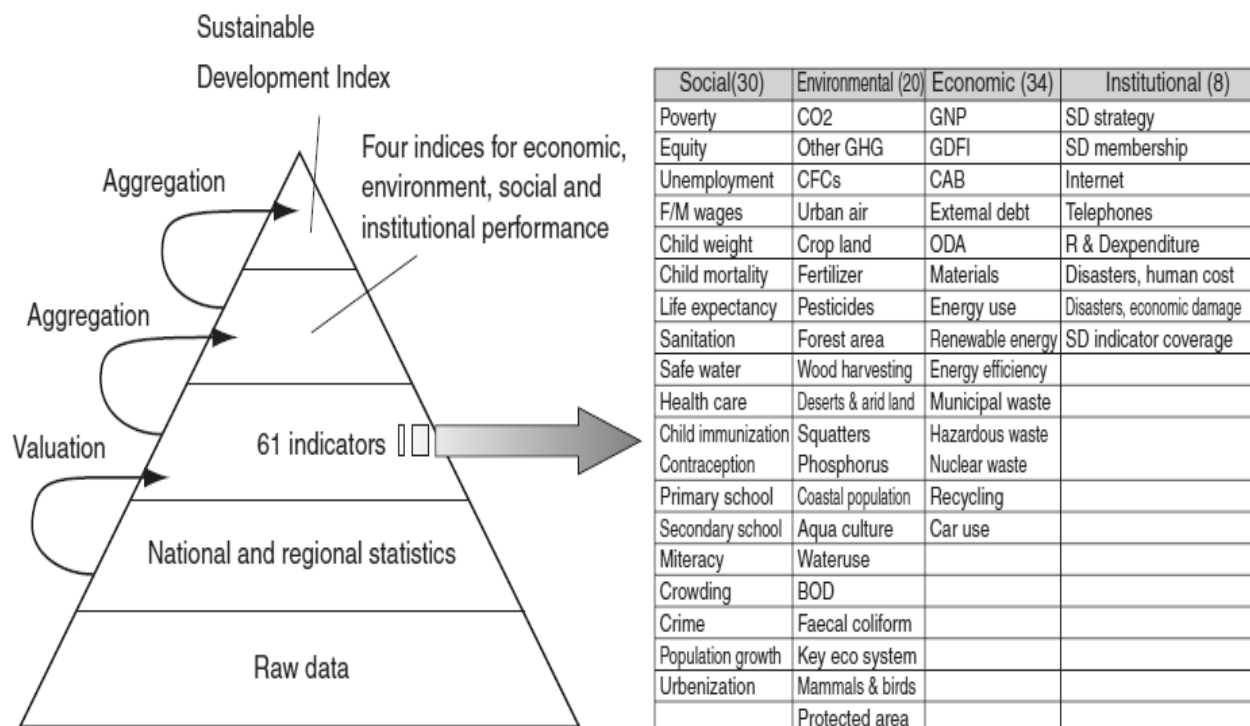 Sustainable
Development Index
Four indices for economic,
environment, social and
institutional performance
Aggregation
Aggregation
Valuation
61 indicators
National and regional statistics
Raw data
Social(30) Environmental (20) Economic (34) Institutional (8)
Poverty CO2 GNP SD strategy
Equity Other GHG GDFI SD membership
Unemployment CFCs CAB Internet
F/M wages Urban air External debt Telephones
Child weight Crop land ODA R & Dexpenditure
Child mortality Fertilizer Materials Disasters, human cost
Life expectancy Pesticides Energy use Disasters, economic damage
Sanitation Forest area Renewable energy SD indicator coverage
Safe water Wood harvesting Energy efficiency
Health care Deserts & arid land Municipal waste
Child immunization Squatters Hazardous waste
Contraception Phosphorus Nuclear waste
Primary school Coastal population Recycling
Secondary school Aqua culture Car use
Miteracy Wateruse
Crowding BOD
Crime Faecal coliform
Population growth Key eco system
Urbenization Mammals & birds
Protected area